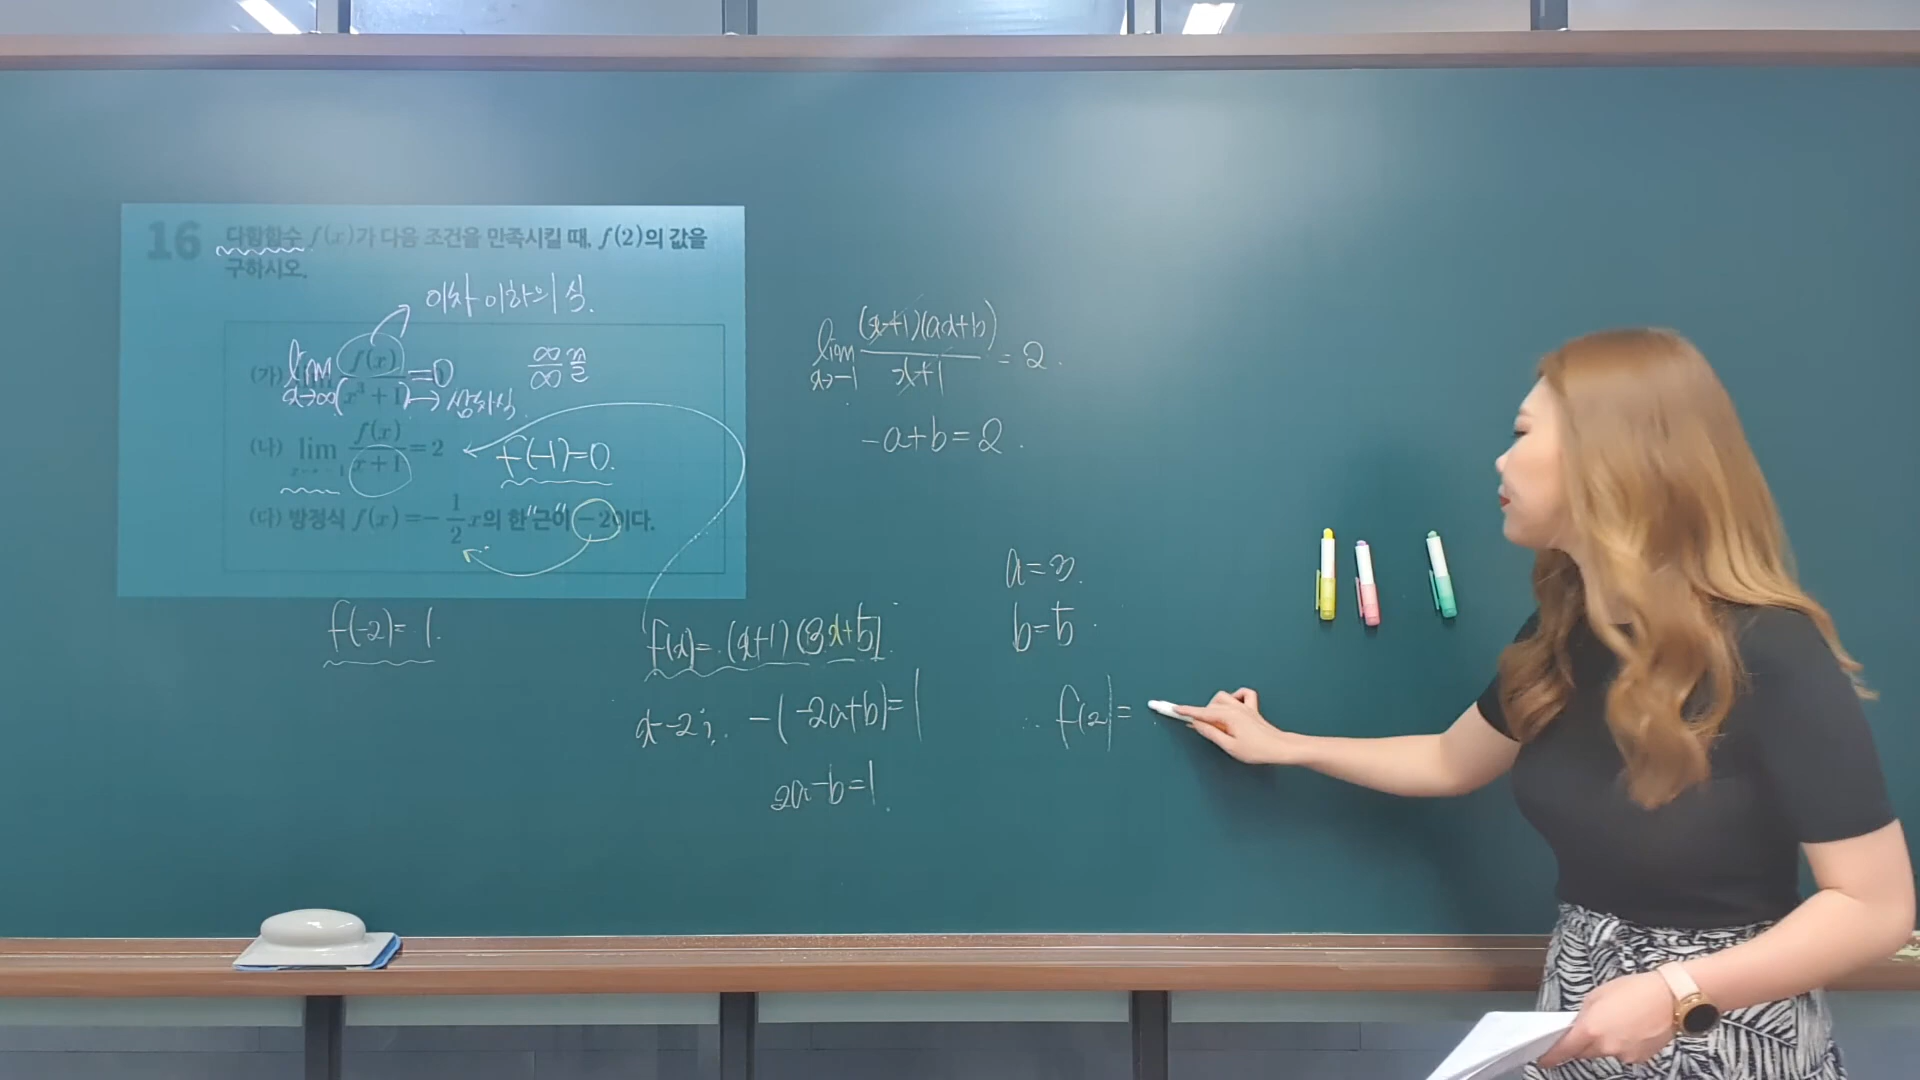 16 다항함수 f(x)가 다음 조건을 만족시킬 때, f(2)의 값을
구하시오.
이차 이하의 식.
(가) lim x→∞ f(x)/(x³+1) = 0
∞/∞ 꼴
삼차식.
(나) lim x→-1 f(x)/(x+1) = 2
f(-1)=0.
(다) 방정식 f(x)=-1/2 x의 한 "근이" -2이다.
f(-2)=1.
lim x→-1 (x+1)(ax+b)/(x+1) = 2.
-a+b=2.
f(x)=(x+1)(3x+5).
x=-2;. -(-2a+b)=1
2a-b=1.
a=3.
b=5.
∴ f(2)=